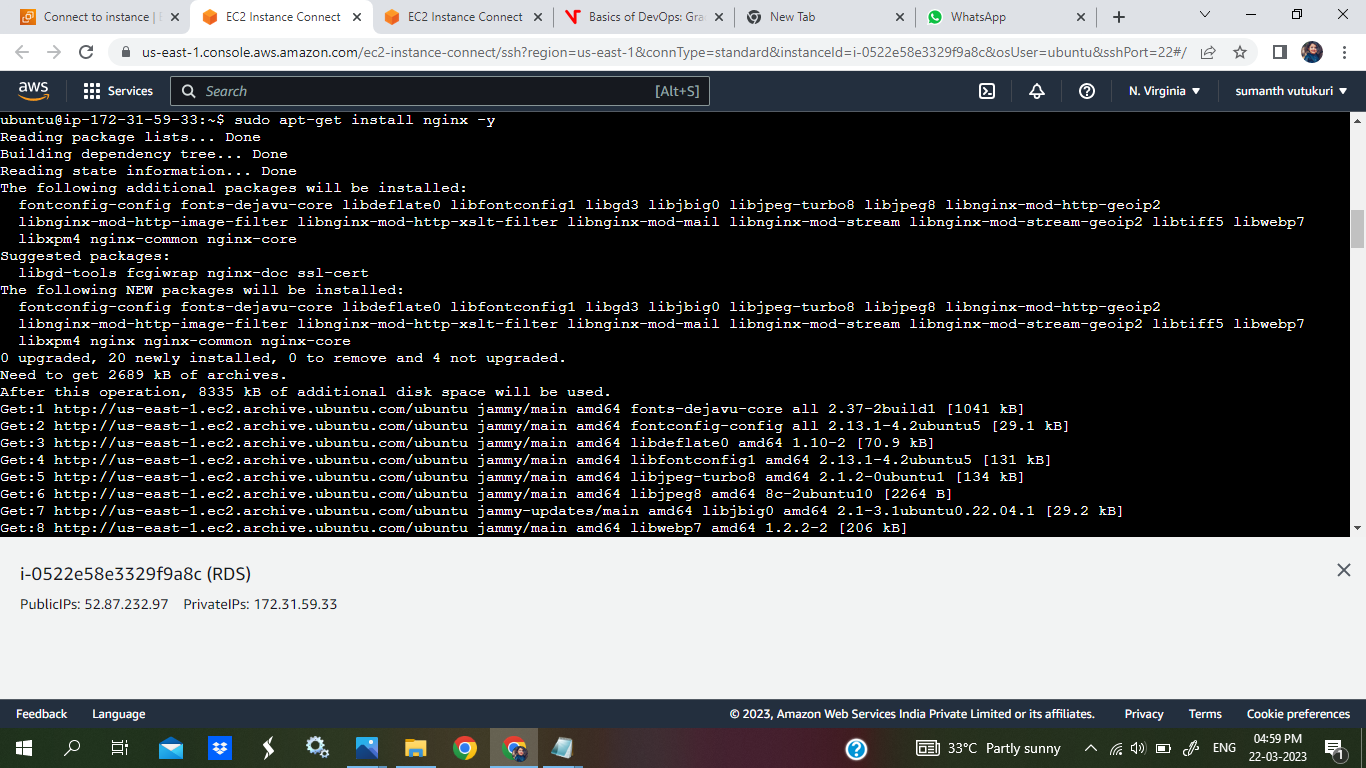 Connect to instance | E
EC2 Instance Connect
EC2 Instance Connect
Basics of DevOps: Gra
New Tab
WhatsApp
us-east-1.console.aws.amazon.com/ec2-instance-connect/ssh?region=us-east-1&connType=standard&instanceId=i-0522e58e3329f9a8c&osUser=ubuntu&sshPort=22#/
aws Services Search [Alt+S] N. Virginia sumanth vutukuri
ubuntu@ip-172-31-59-33:~$ sudo apt-get install nginx -y
Reading package lists... Done
Building dependency tree... Done
Reading state information... Done
The following additional packages will be installed:
fontconfig-config fonts-dejavu-core libdeflate0 libfontconfig1 libgd3 libjbig0 libjpeg-turbo8 libjpeg8 libnginx-mod-http-geoip2
libnginx-mod-http-image-filter libnginx-mod-http-xslt-filter libnginx-mod-mail libnginx-mod-stream libnginx-mod-stream-geoip2 libtiff5 libwebp7
libxpm4 nginx-common nginx-core
Suggested packages:
libgd-tools fcgiwrap nginx-doc ssl-cert
The following NEW packages will be installed:
fontconfig-config fonts-dejavu-core libdeflate0 libfontconfig1 libgd3 libjbig0 libjpeg-turbo8 libjpeg8 libnginx-mod-http-geoip2
libnginx-mod-http-image-filter libnginx-mod-http-xslt-filter libnginx-mod-mail libnginx-mod-stream libnginx-mod-stream-geoip2 libtiff5 libwebp7
libxpm4 nginx nginx-common nginx-core
0 upgraded, 20 newly installed, 0 to remove and 4 not upgraded.
Need to get 2689 kB of archives.
After this operation, 8335 kB of additional disk space will be used.
Get:1 http://us-east-1.ec2.archive.ubuntu.com/ubuntu jammy/main amd64 fonts-dejavu-core all 2.37-2build1 [1041 kB]
Get:2 http://us-east-1.ec2.archive.ubuntu.com/ubuntu jammy/main amd64 fontconfig-config all 2.13.1-4.2ubuntu5 [29.1 kB]
Get:3 http://us-east-1.ec2.archive.ubuntu.com/ubuntu jammy/main amd64 libdeflate0 amd64 1.10-2 [70.9 kB]
Get:4 http://us-east-1.ec2.archive.ubuntu.com/ubuntu jammy/main amd64 libfontconfig1 amd64 2.13.1-4.2ubuntu5 [131 kB]
Get:5 http://us-east-1.ec2.archive.ubuntu.com/ubuntu jammy/main amd64 libjpeg-turbo8 amd64 2.1.2-0ubuntu1 [134 kB]
Get:6 http://us-east-1.ec2.archive.ubuntu.com/ubuntu jammy/main amd64 libjpeg8 amd64 8c-2ubuntu10 [2264 B]
Get:7 http://us-east-1.ec2.archive.ubuntu.com/ubuntu jammy-updates/main amd64 libjbig0 amd64 2.1-3.1ubuntu0.22.04.1 [29.2 kB]
Get:8 http://us-east-1.ec2.archive.ubuntu.com/ubuntu jammy/main amd64 libwebp7 amd64 1.2.2-2 [206 kB]
i-0522e58e3329f9a8c (RDS)
PublicIPs: 52.87.232.97 PrivateIPs: 172.31.59.33
Feedback Language © 2023, Amazon Web Services India Private Limited or its affiliates. Privacy Terms Cookie preferences
33°C Partly sunny ENG 04:59 PM
22-03-2023
1